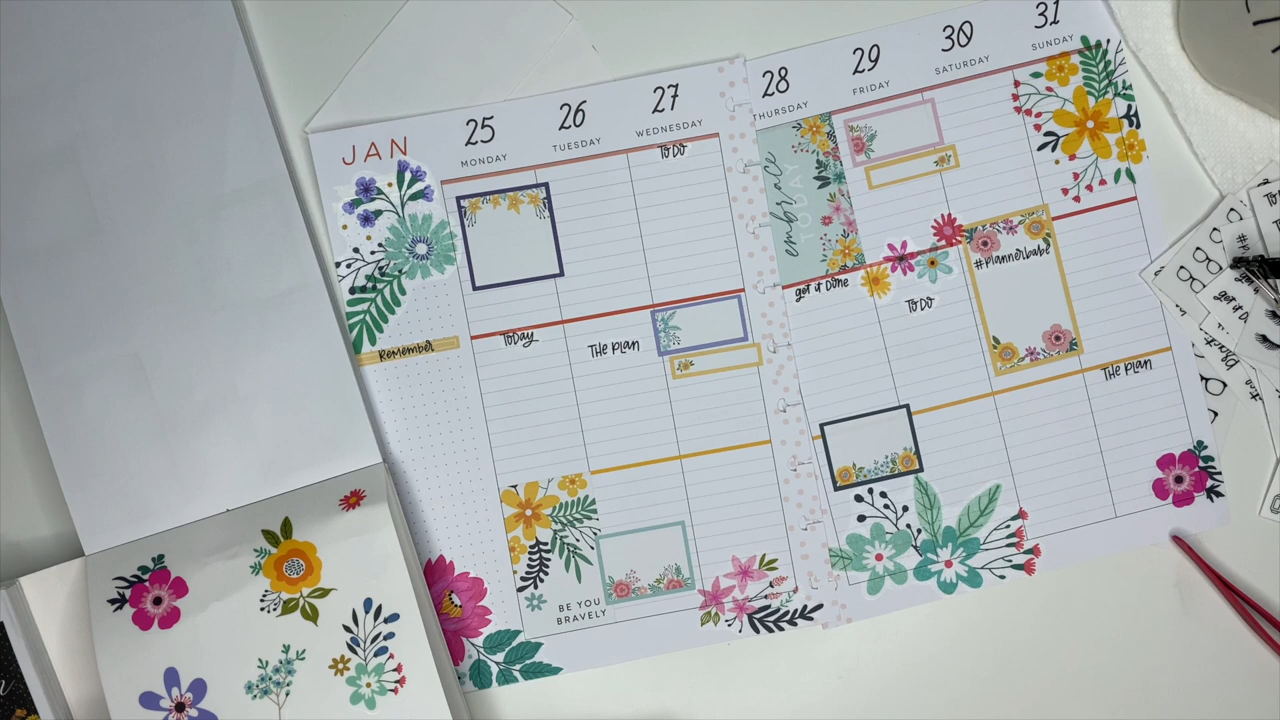 JAN
25
MONDAY
26
TUESDAY
27
WEDNESDAY
28
THURSDAY
29
FRIDAY
30
SATURDAY
31
SUNDAY
TO DO
embrace
TODAY
Remember
Today
THE PLAN
get it Done
TO DO
#plannerbabe
THE PLAN
BE YOU
BRAVELY